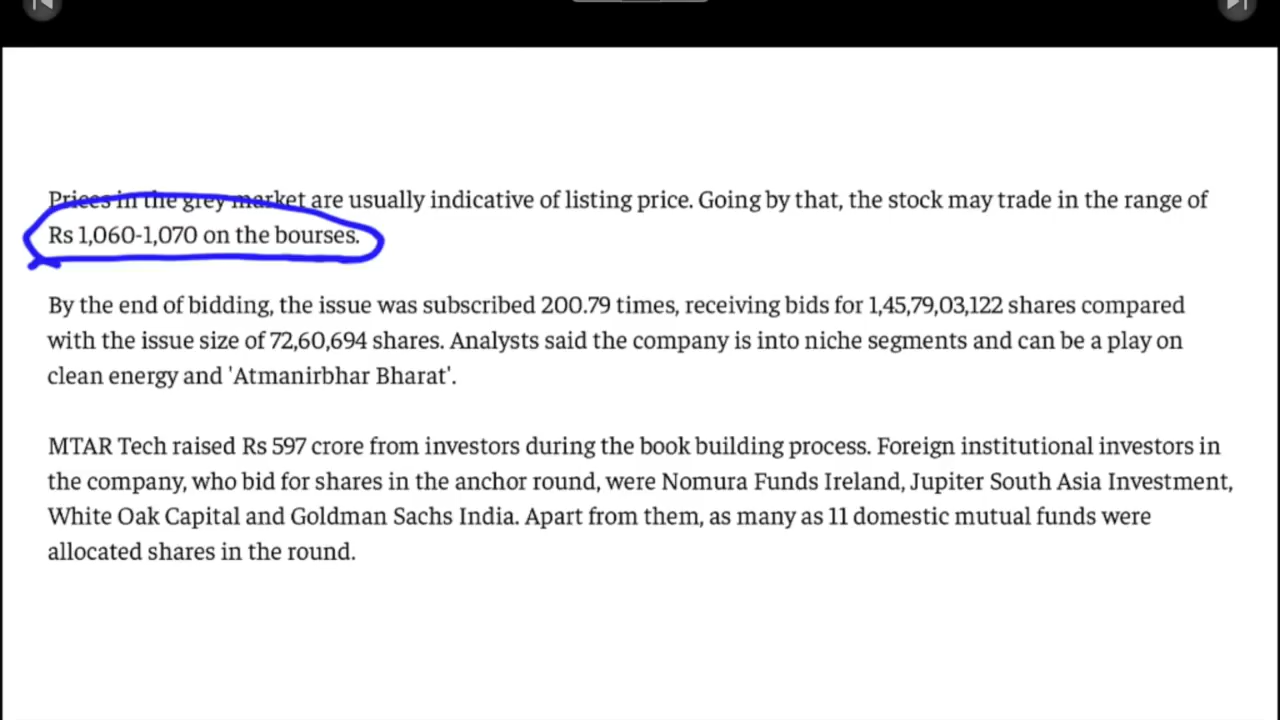 Prices in the grey market are usually indicative of listing price. Going by that, the stock may trade in the range of
Rs 1,060-1,070 on the bourses.
By the end of bidding, the issue was subscribed 200.79 times, receiving bids for 1,45,79,03,122 shares compared
with the issue size of 72,60,694 shares. Analysts said the company is into niche segments and can be a play on
clean energy and 'Atmanirbhar Bharat'.
MTAR Tech raised Rs 597 crore from investors during the book building process. Foreign institutional investors in
the company, who bid for shares in the anchor round, were Nomura Funds Ireland, Jupiter South Asia Investment,
White Oak Capital and Goldman Sachs India. Apart from them, as many as 11 domestic mutual funds were
allocated shares in the round.